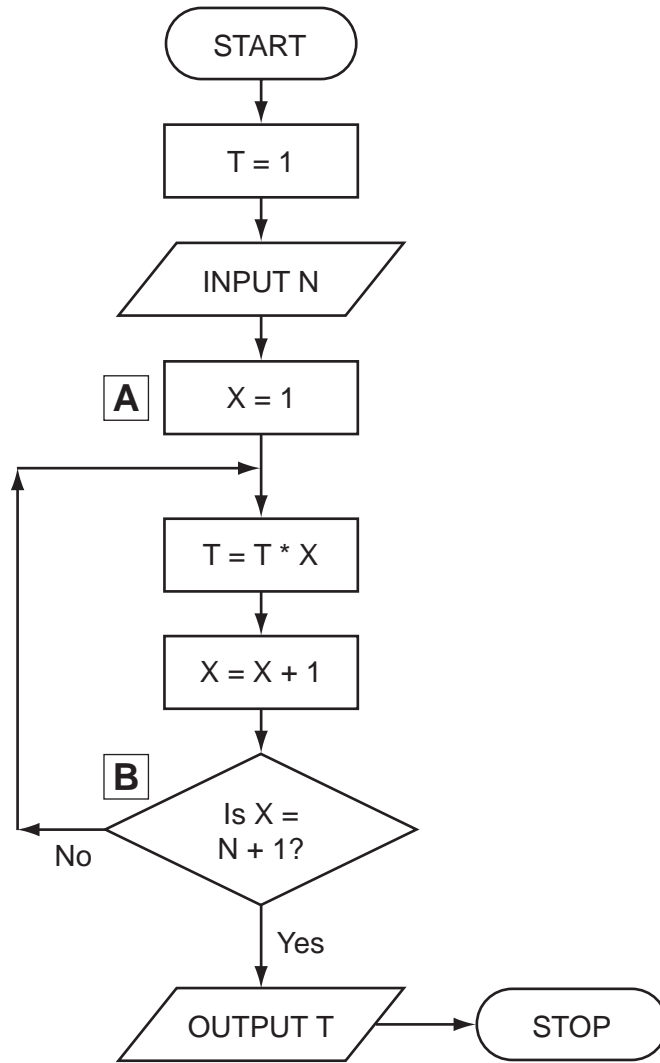 START
T = 1
INPUT N
A
X = 1
T = T * X
X = X + 1
B
Is X =
N + 1?
No
Yes
OUTPUT T
STOP